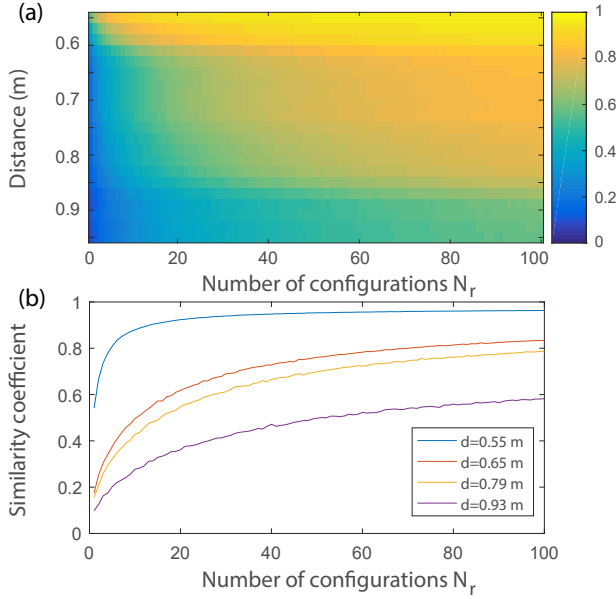 (a)
Distance (m)
0.6
0.7
0.8
0.9
0
20
40
60
80
100
Number of configurations Nr
1
0.8
0.6
0.4
0.2
0
(b)
Similarity coefficient
1
0.8
0.6
0.4
0.2
0
d=0.55 m
d=0.65 m
d=0.79 m
d=0.93 m
0
20
40
60
80
100
Number of configurations Nr